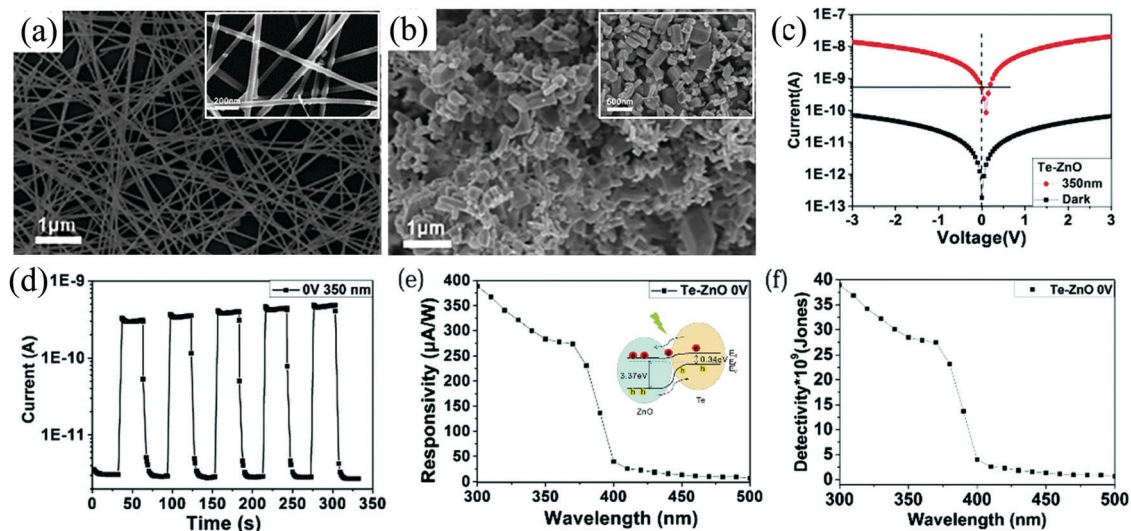 (a)
200nm
1µm
(b)
600nm
1µm
(c)
Current(A)
1E-7
1E-8
1E-9
1E-10
1E-11
1E-12
1E-13
Te-ZnO
350nm
Dark
-3 -2 -1 0 1 2 3
Voltage(V)
(d)
Current (A)
1E-9
1E-10
1E-11
0V 350 nm
0 50 100 150 200 250 300 350
Time (s)
(e)
Responsivity (µA/W)
400
350
300
250
200
150
100
50
0
Te-ZnO 0V
3.37eV
0.34eV
h h
h h
ZnO
Te
300 350 400 450 500
Wavelength (nm)
(f)
Detectivity*10⁹(Jones)
40
35
30
25
20
15
10
5
0
Te-ZnO 0V
300 350 400 450 500
Wavelength (nm)